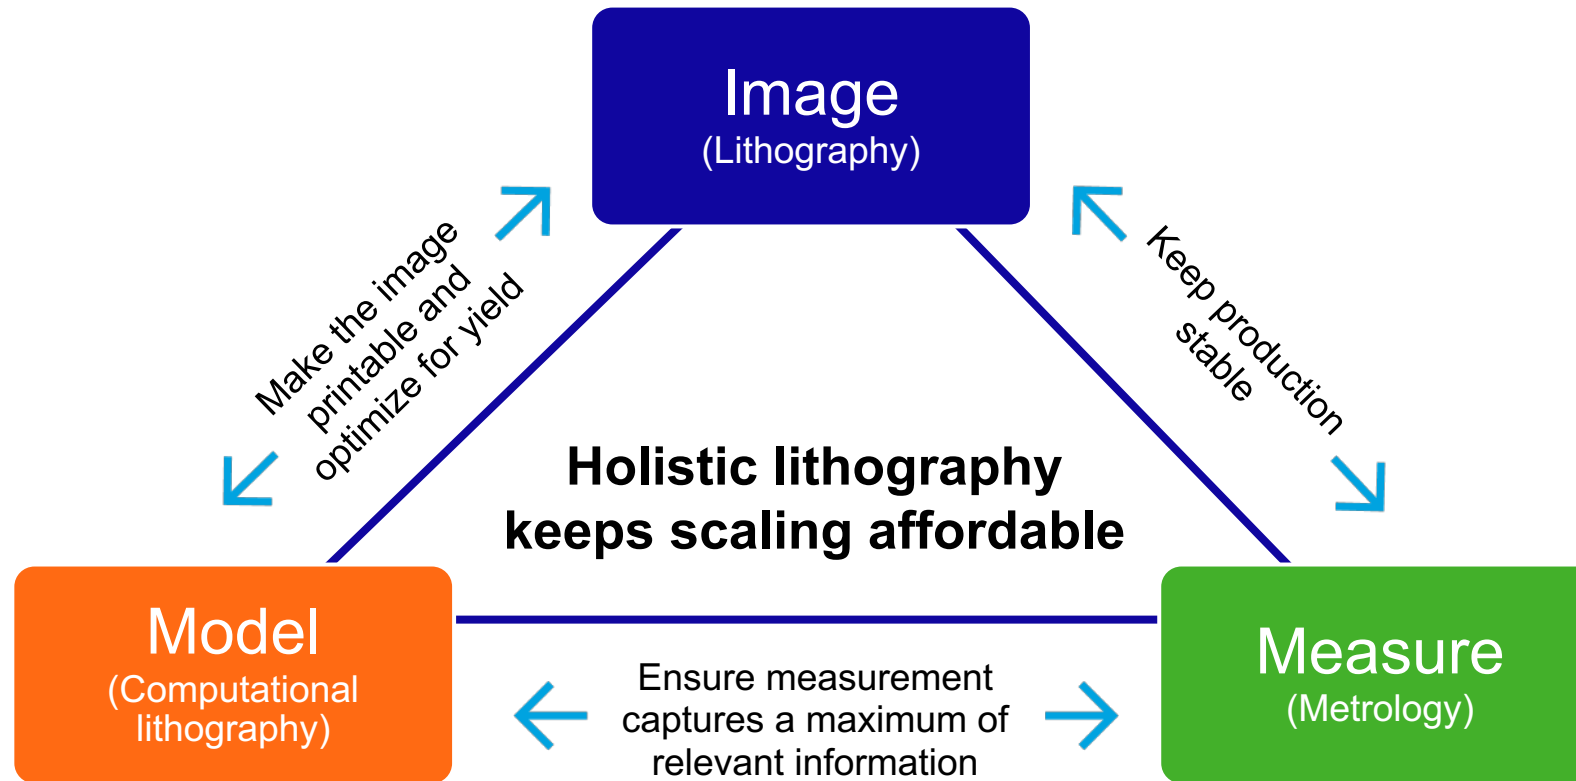 Image
(Lithography)
Make the image
printable and
optimize for yield
Keep production
stable
Holistic lithography
keeps scaling affordable
Model
(Computational
lithography)
Ensure measurement
captures a maximum of
relevant information
Measure
(Metrology)